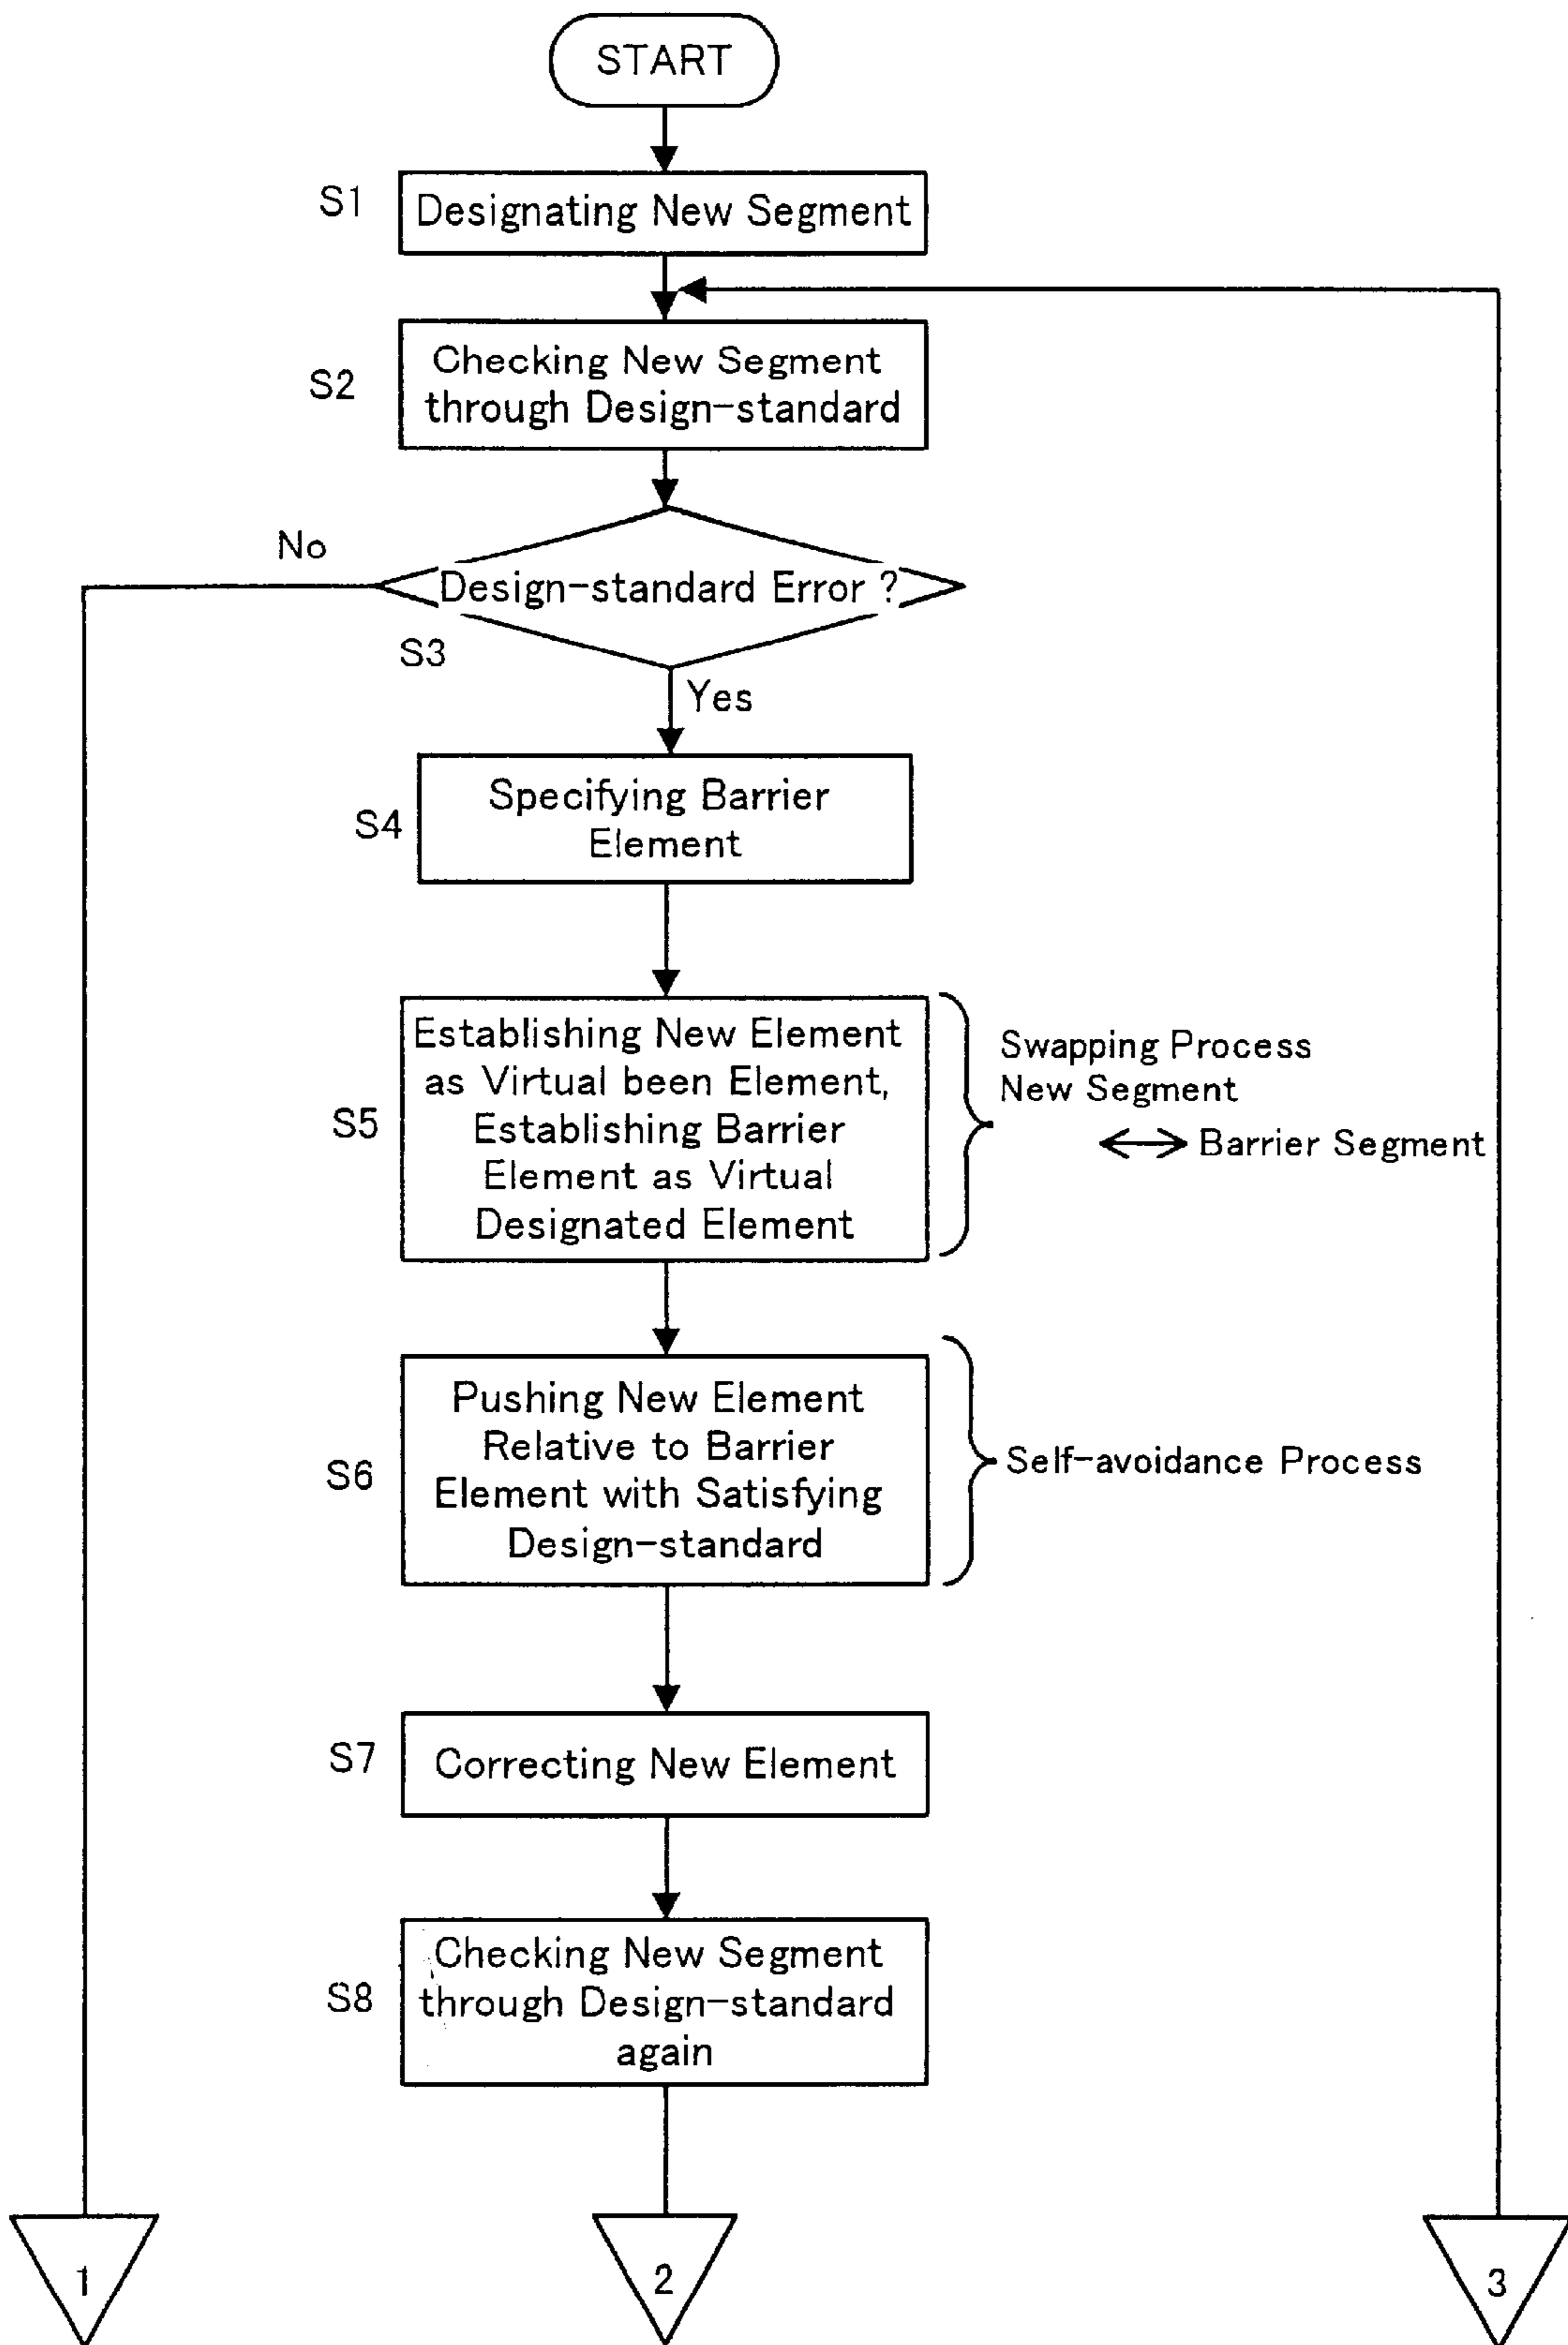 START
S1
Designating New Segment
S2
Checking New Segment
through Design-standard
No
Design-standard Error ?
S3
Yes
S4
Specifying Barrier
Element
S5
Establishing New Element
as Virtual been Element,
Establishing Barrier
Element as Virtual
Designated Element
Swapping Process
New Segment
Barrier Segment
S6
Pushing New Element
Relative to Barrier
Element with Satisfying
Design-standard
Self-avoidance Process
S7
Correcting New Element
S8
Checking New Segment
through Design-standard
again
1
2
3